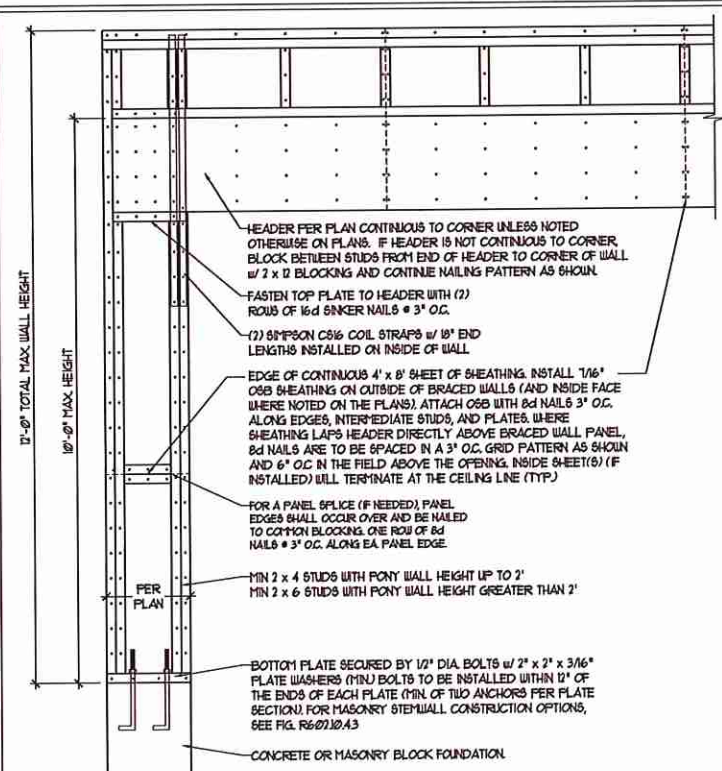 HEADER PER PLAN CONTINUOUS TO CORNER UNLESS NOTED
OTHERWISE ON PLANS. IF HEADER IS NOT CONTINUOUS TO CORNER,
BLOCK BETWEEN STUDS FROM END OF HEADER TO CORNER OF WALL
w/ 2 x 12 BLOCKING AND CONTINUE NAILING PATTERN AS SHOWN.
FASTEN TOP PLATE TO HEADER WITH (2)
ROWS OF 16d SINKER NAILS @ 3" O.C.
(2) SIMPSON CS16 COIL STRAPS w/ 18" END
LENGTHS INSTALLED ON INSIDE OF WALL
EDGE OF CONTINUOUS 4' x 8' SHEET OF SHEATHING. INSTALL 7/16"
OSB SHEATHING ON OUTSIDE OF BRACED WALLS (AND INSIDE FACE
WHERE NOTED ON THE PLANS). ATTACH OSB WITH 8d NAILS 3" O.C.
ALONG EDGES, INTERMEDIATE STUDS, AND PLATES. WHERE
SHEATHING LAPS HEADER DIRECTLY ABOVE BRACED WALL PANEL,
8d NAILS ARE TO BE SPACED IN A 3" O.C. GRID PATTERN AS SHOWN
AND 6" O.C. IN THE FIELD ABOVE THE OPENING. INSIDE SHEET(S) (IF
INSTALLED) WILL TERMINATE AT THE CEILING LINE (TYP.)
FOR A PANEL SPLICE (IF NEEDED), PANEL
EDGES SHALL OCCUR OVER AND BE NAILED
TO COMMON BLOCKING. ONE ROW OF 8d
NAILS @ 3" O.C. ALONG EA. PANEL EDGE.
MIN 2 x 4 STUDS WITH PONY WALL HEIGHT UP TO 2'
MIN 2 x 6 STUDS WITH PONY WALL HEIGHT GREATER THAN 2'
PER
PLAN
BOTTOM PLATE SECURED BY 1/2" DIA. BOLTS w/ 2" x 2" x 3/16"
PLATE WASHERS (MIN.) BOLTS TO BE INSTALLED WITHIN 12" OF
THE ENDS OF EACH PLATE (MIN. OF TWO ANCHORS PER PLATE
SECTION). FOR MASONRY STEMWALL CONSTRUCTION OPTIONS,
SEE FIG. R602.10.4.3
CONCRETE OR MASONRY BLOCK FOUNDATION.
12'-0" TOTAL MAX WALL HEIGHT
10'-0" MAX. HEIGHT